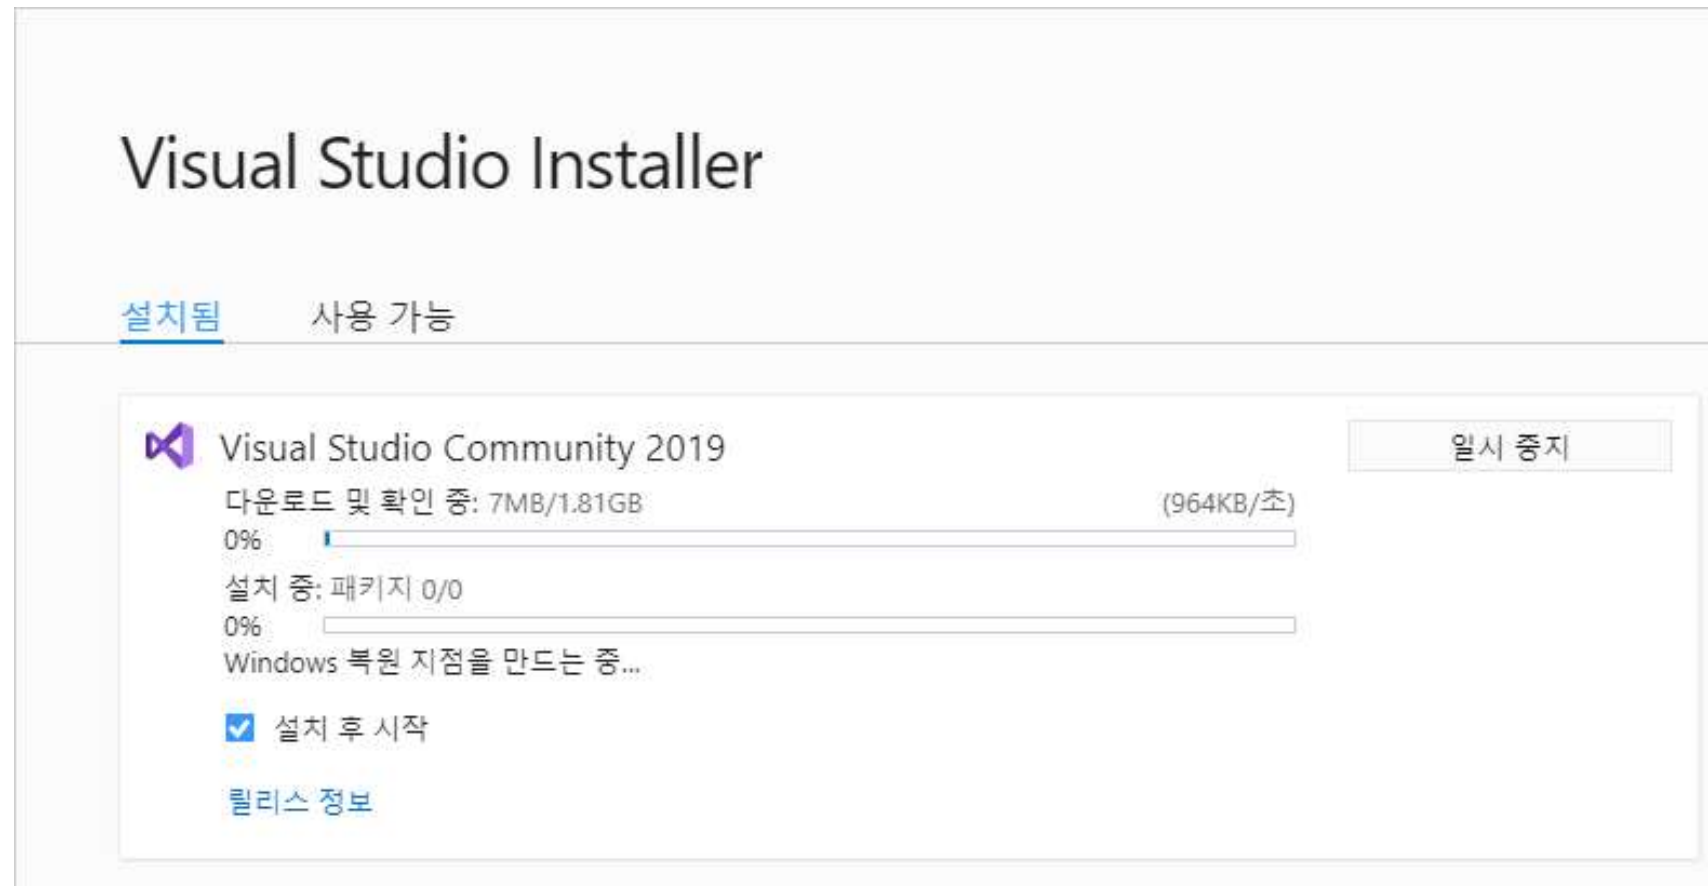 Visual Studio Installer
설치됨 사용 가능
Visual Studio Community 2019 일시 중지
다운로드 및 확인 중: 7MB/1.81GB (964KB/초)
0%
설치 중: 패키지 0/0
0%
Windows 복원 지점을 만드는 중...
설치 후 시작
릴리스 정보